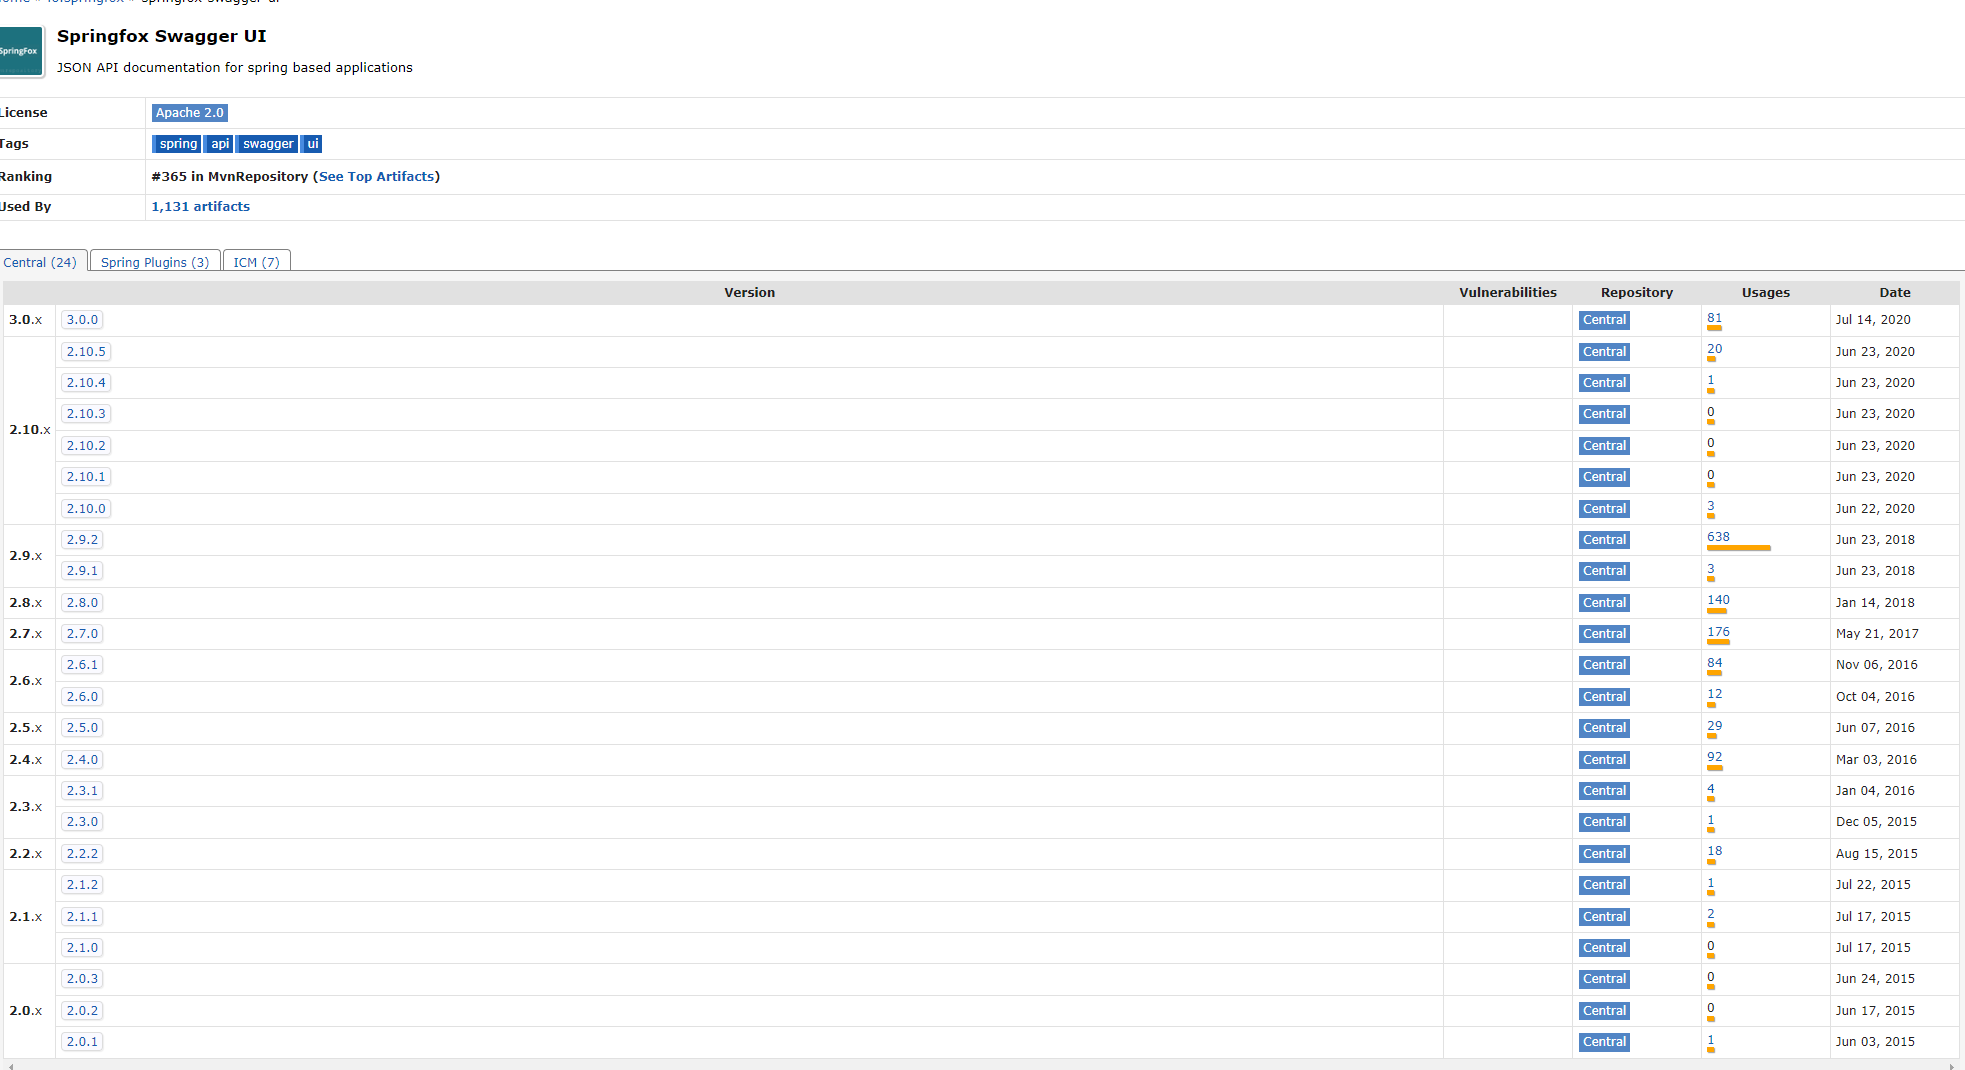 springfox-swagger-ui
SpringFox
Springfox Swagger UI
JSON API documentation for spring based applications
License Apache 2.0
Tags spring api swagger ui
Ranking #365 in MvnRepository (See Top Artifacts)
Used By 1,131 artifacts
Central (24) Spring Plugins (3) ICM (7)
Version Vulnerabilities Repository Usages Date
3.0.x 3.0.0 Central 81 Jul 14, 2020
2.10.5 Central 20 Jun 23, 2020
2.10.4 Central 1 Jun 23, 2020
2.10.3 Central 0 Jun 23, 2020
2.10.x
2.10.2 Central 0 Jun 23, 2020
2.10.1 Central 0 Jun 23, 2020
2.10.0 Central 3 Jun 22, 2020
2.9.2 Central 638 Jun 23, 2018
2.9.x
2.9.1 Central 3 Jun 23, 2018
2.8.x 2.8.0 Central 140 Jan 14, 2018
2.7.x 2.7.0 Central 176 May 21, 2017
2.6.1 Central 84 Nov 06, 2016
2.6.x
2.6.0 Central 12 Oct 04, 2016
2.5.x 2.5.0 Central 29 Jun 07, 2016
2.4.x 2.4.0 Central 92 Mar 03, 2016
2.3.1 Central 4 Jan 04, 2016
2.3.x
2.3.0 Central 1 Dec 05, 2015
2.2.x 2.2.2 Central 18 Aug 15, 2015
2.1.2 Central 1 Jul 22, 2015
2.1.x 2.1.1 Central 2 Jul 17, 2015
2.1.0 Central 0 Jul 17, 2015
2.0.3 Central 0 Jun 24, 2015
2.0.x 2.0.2 Central 0 Jun 17, 2015
2.0.1 Central 1 Jun 03, 2015